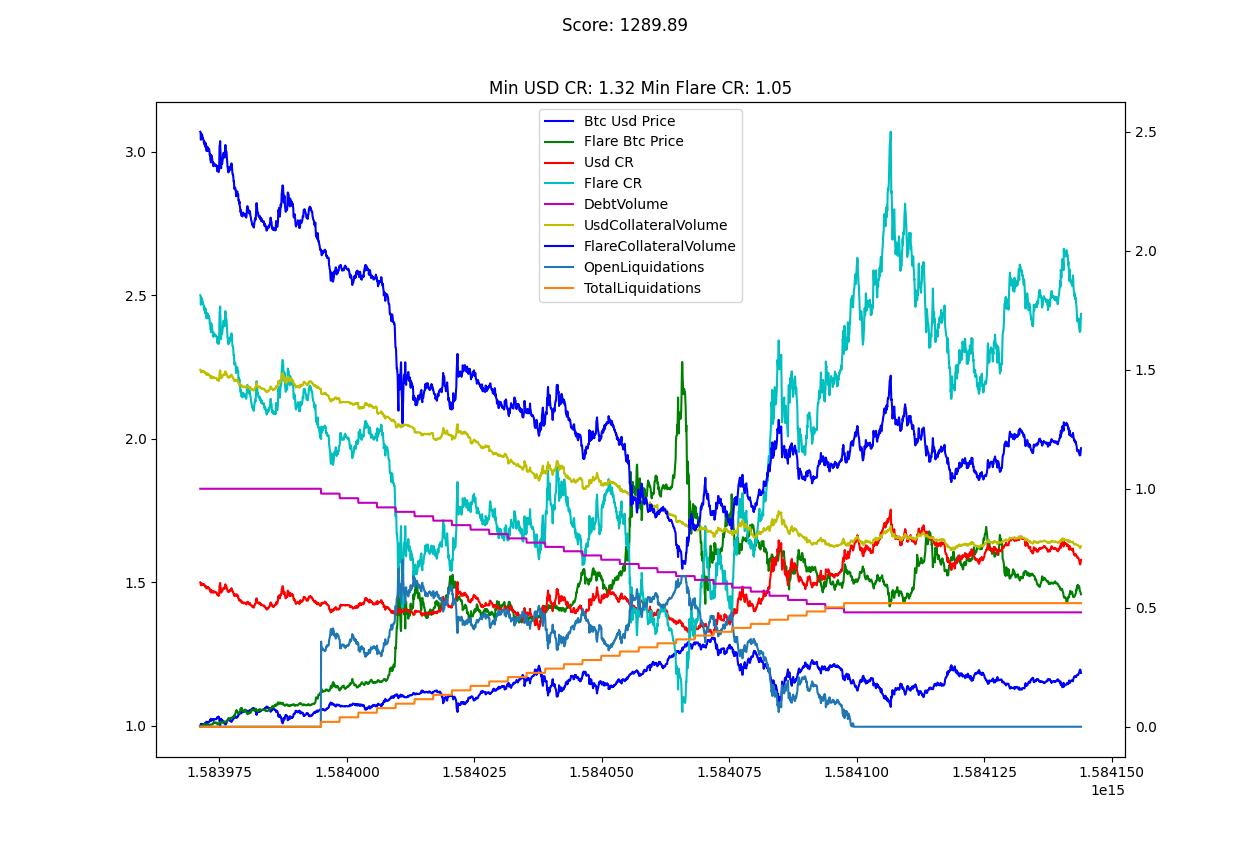 Score: 1289.89
Min USD CR: 1.32 Min Flare CR: 1.05
Btc Usd Price
Flare Btc Price
Usd CR
Flare CR
DebtVolume
UsdCollateralVolume
FlareCollateralVolume
OpenLiquidations
TotalLiquidations
3.0
2.5
2.0
1.5
1.0
2.5
2.0
1.5
1.0
0.5
0.0
1.583975 1.584000 1.584025 1.584050 1.584075 1.584100 1.584125 1.584150
1e15